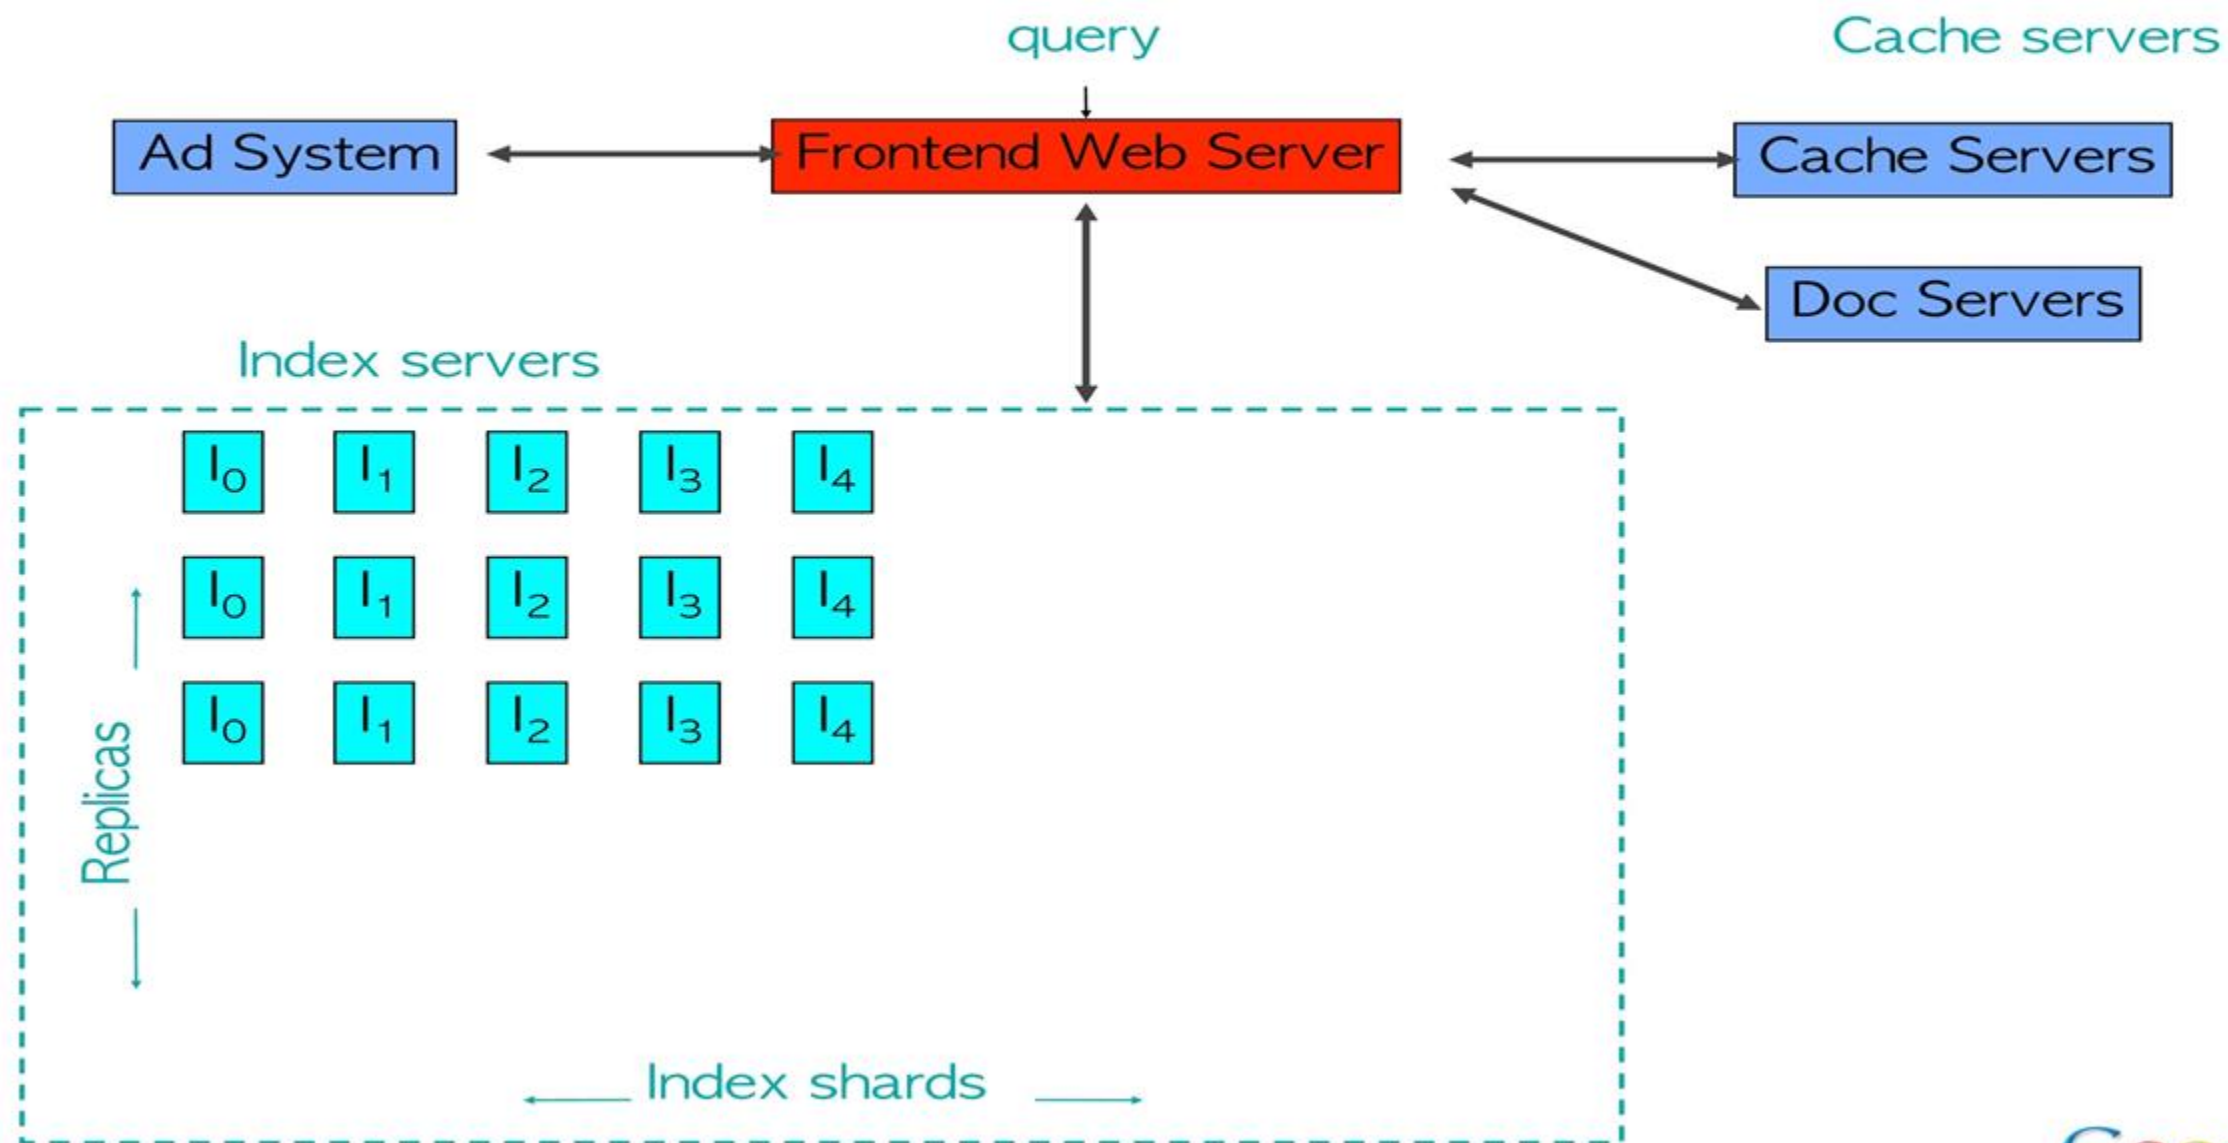 query
Cache servers
Ad System
Frontend Web Server
Cache Servers
Doc Servers
Index servers
I0 I1 I2 I3 I4
I0 I1 I2 I3 I4
I0 I1 I2 I3 I4
Replicas
Index shards